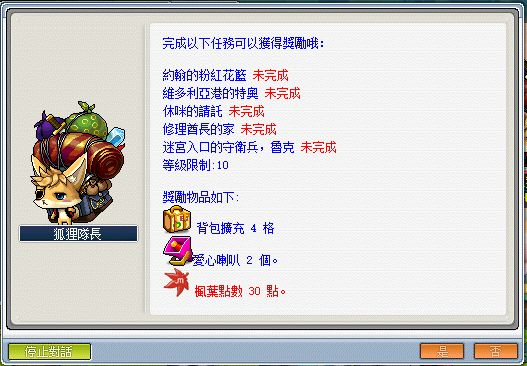 完成以下任務可以獲得獎勵哦:
約翰的粉紅花籃 未完成
維多利亞港的特奧 未完成
休咪的請託 未完成
修理酋長的家 未完成
迷宮入口的守衛兵，魯克 未完成
等級限制:10
獎勵物品如下:
背包擴充 4 格
愛心喇叭 2 個。
楓葉點數 30 點。
狐狸隊長
停止對話
是
否